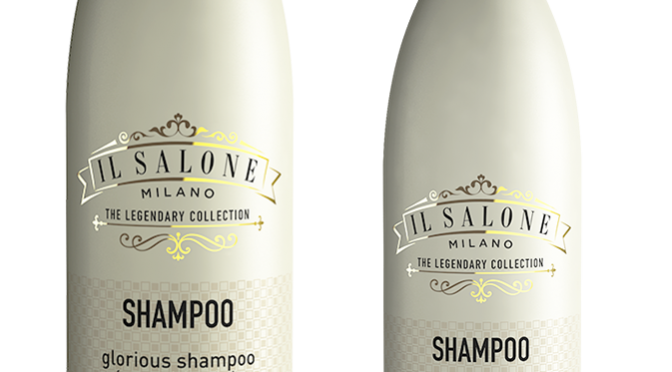 IL SALONE
MILANO
THE LEGENDARY COLLECTION
SHAMPOO
glorious shampoo
IL SALONE
MILANO
THE LEGENDARY COLLECTION
SHAMPOO